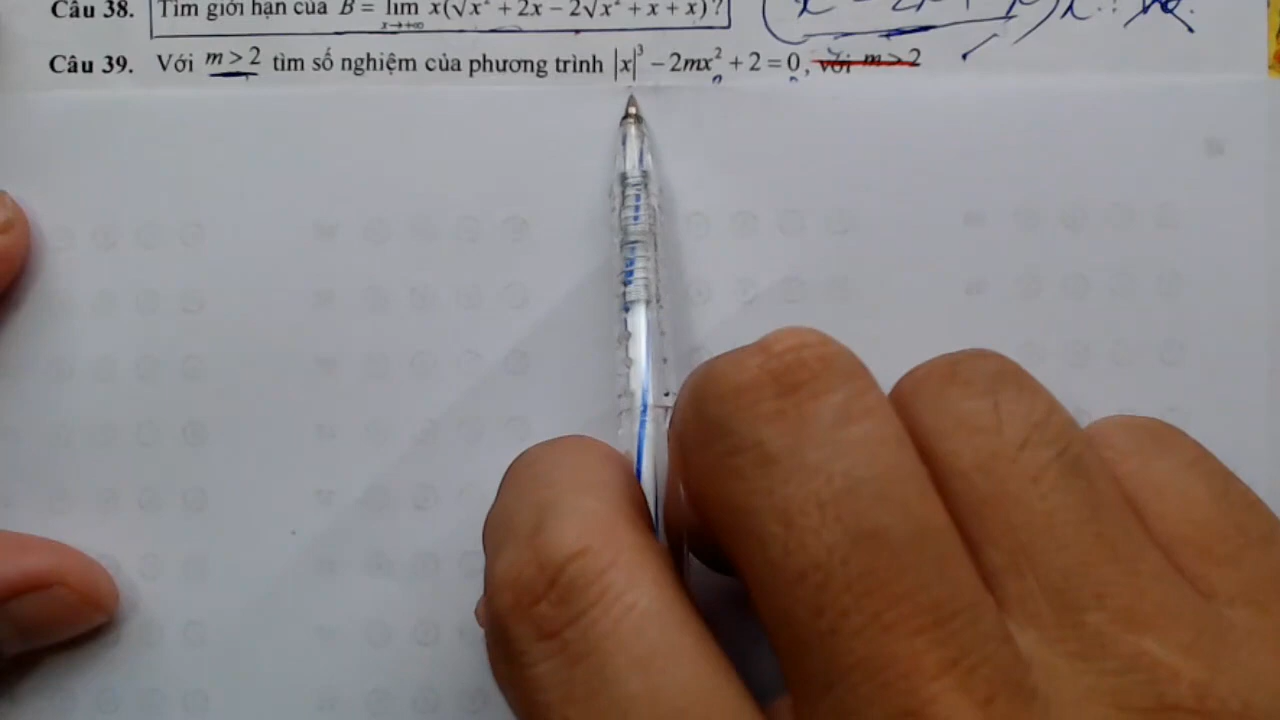 Câu 38. Tìm giới hạn của B = lim x(√x² + 2x − 2√x² + x + x)?
x→+∞
Câu 39. Với m > 2 tìm số nghiệm của phương trình |x|³ − 2mx² + 2 = 0, với m > 2